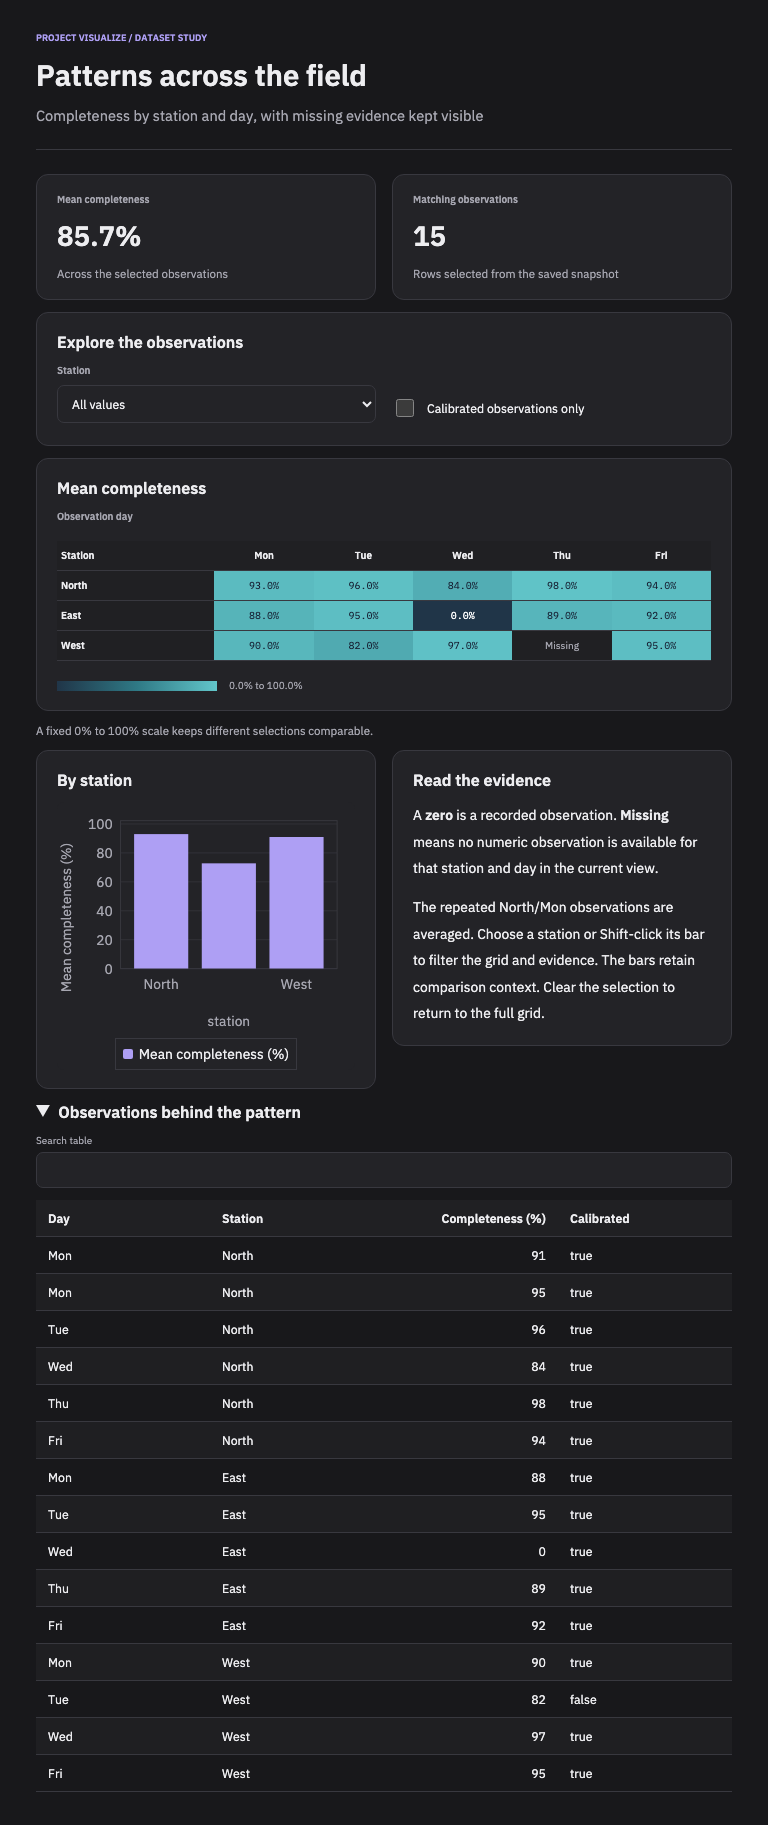 PROJECT VISUALIZE / DATASET STUDY
Patterns across the field
Completeness by station and day, with missing evidence kept visible
Mean completeness
85.7%
Across the selected observations
Matching observations
15
Rows selected from the saved snapshot
Explore the observations
Station
All values
Calibrated observations only
Mean completeness
Observation day
Station Mon Tue Wed Thu Fri
North 93.0% 96.0% 84.0% 98.0% 94.0%
East 88.0% 95.0% 0.0% 89.0% 92.0%
West 90.0% 82.0% 97.0% Missing 95.0%
0.0% to 100.0%
A fixed 0% to 100% scale keeps different selections comparable.
By station
Mean completeness (%)
100
80
60
40
20
0
North West
station
Mean completeness (%)
Read the evidence
A zero is a recorded observation. Missing
means no numeric observation is available for
that station and day in the current view.
The repeated North/Mon observations are
averaged. Choose a station or Shift-click its bar
to filter the grid and evidence. The bars retain
comparison context. Clear the selection to
return to the full grid.
Observations behind the pattern
Search table
Day Station Completeness (%) Calibrated
Mon North 91 true
Mon North 95 true
Tue North 96 true
Wed North 84 true
Thu North 98 true
Fri North 94 true
Mon East 88 true
Tue East 95 true
Wed East 0 true
Thu East 89 true
Fri East 92 true
Mon West 90 true
Tue West 82 false
Wed West 97 true
Fri West 95 true